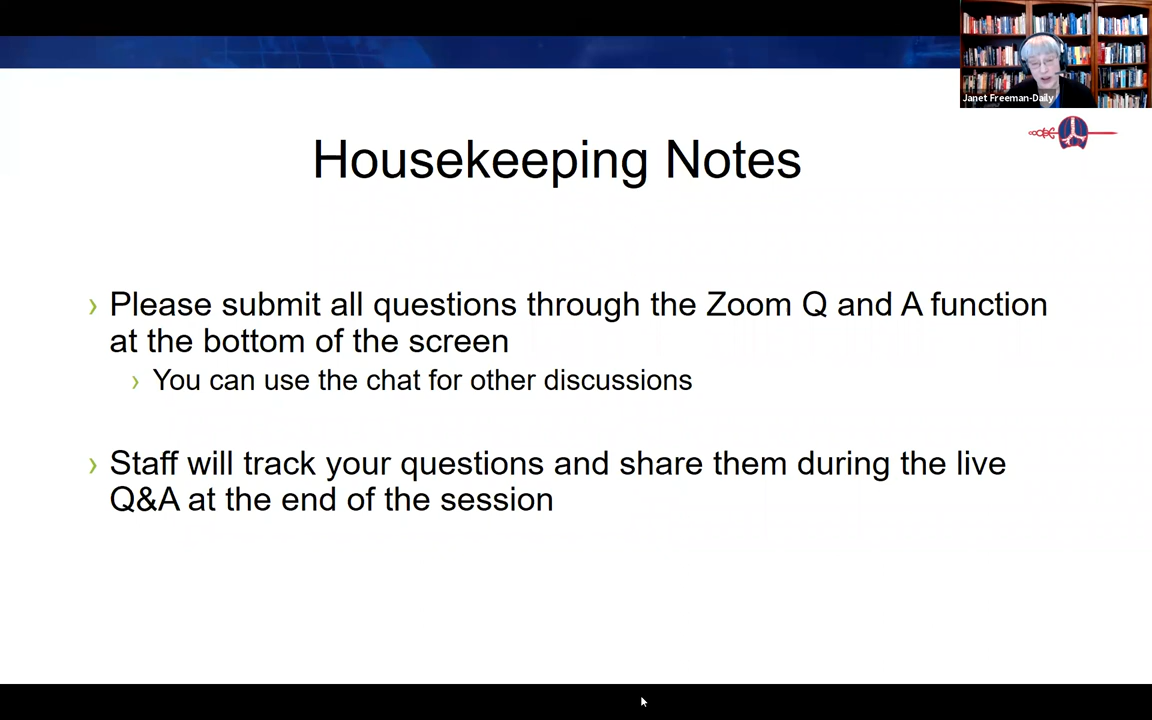 Janet Freeman-Daily
Housekeeping Notes
› Please submit all questions through the Zoom Q and A function
at the bottom of the screen
› You can use the chat for other discussions
› Staff will track your questions and share them during the live
Q&A at the end of the session